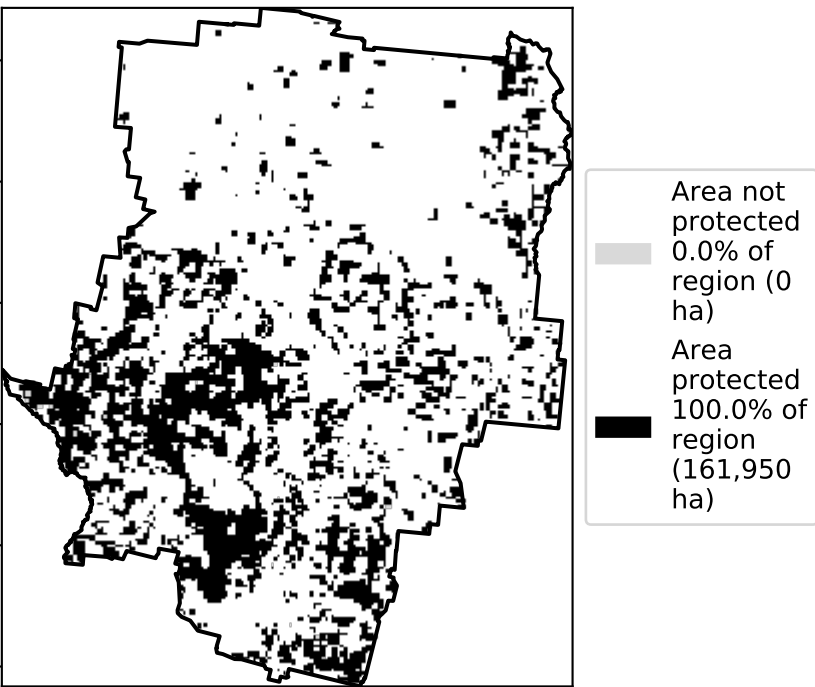 Area not
protected
0.0% of
region (0
ha)
Area
protected
100.0% of
region
(161,950
ha)